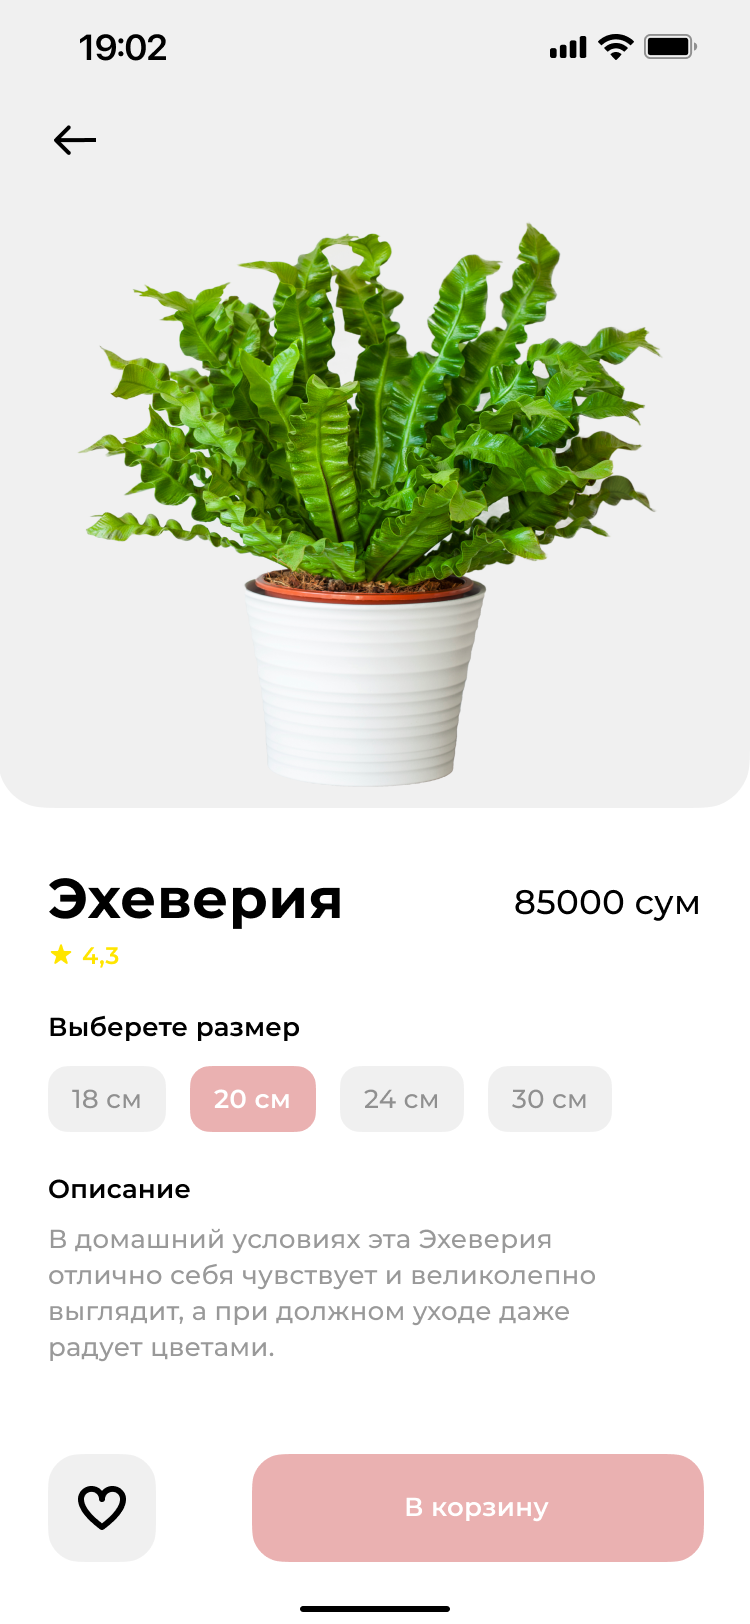 19:02
Эхеверия
85000 сум
4,3
Выберете размер
18 см
20 см
24 см
30 см
Описание
В домашний условиях эта Эхеверия
отлично себя чувствует и великолепно
выглядит, а при должном уходе даже
радует цветами.
В корзину